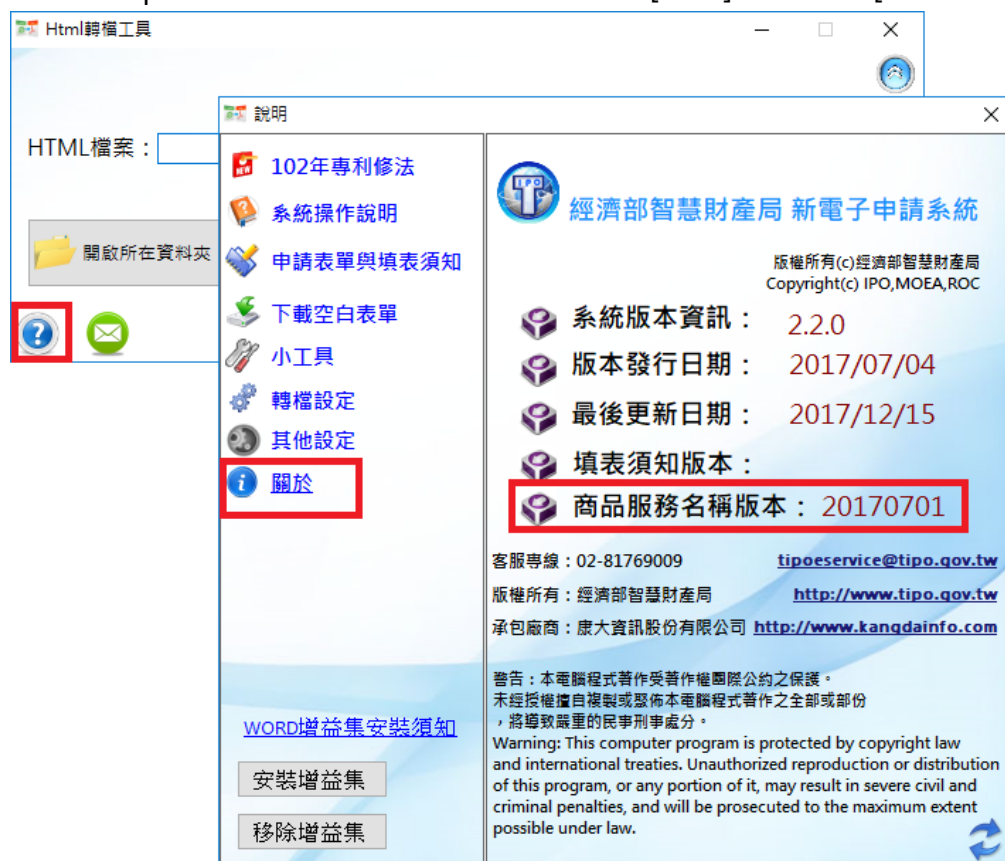 Html轉檔工具
說明
HTML檔案：
開啟所在資料夾
102年專利修法
系統操作說明
申請表單與填表須知
下載空白表單
小工具
轉檔設定
其他設定
關於
WORD增益集安裝須知
安裝增益集
移除增益集
TIPO
經濟部智慧財產局 新電子申請系統
版權所有(c)經濟部智慧財產局
Copyright(c) IPO,MOEA,ROC
系統版本資訊： 2.2.0
版本發行日期： 2017/07/04
最後更新日期： 2017/12/15
填表須知版本：
商品服務名稱版本： 20170701
客服專線：02-81769009 tipoeservice@tipo.gov.tw
版權所有：經濟部智慧財產局 http://www.tipo.gov.tw
承包廠商：康大資訊股份有限公司 http://www.kangdainfo.com
警告：本電腦程式著作受著作權國際公約之保護。
未經授權擅自複製或散佈本電腦程式著作之全部或部份
，將導致嚴重的民事刑事處分。
Warning: This computer program is protected by copyright law
and international treaties. Unauthorized reproduction or distribution
of this program, or any portion of it, may result in severe civil and
criminal penalties, and will be prosecuted to the maximum extent
possible under law.